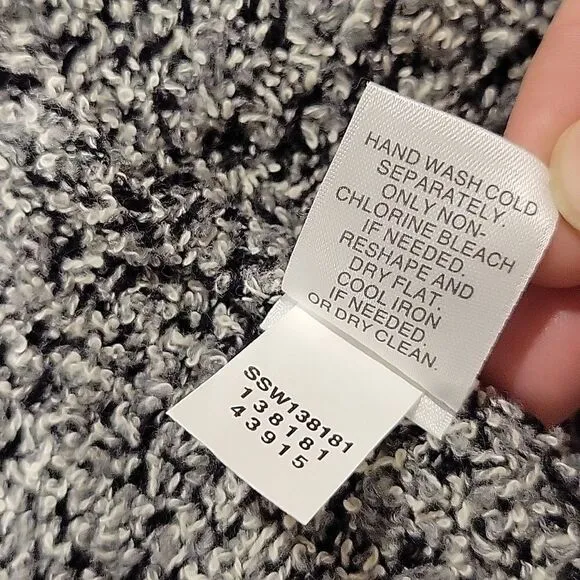 HAND WASH COLD
SEPARATELY.
ONLY NON-
CHLORINE BLEACH
IF NEEDED.
RESHAPE AND
DRY FLAT.
COOL IRON
IF NEEDED.
OR DRY CLEAN.
SSW138181
138181
43915